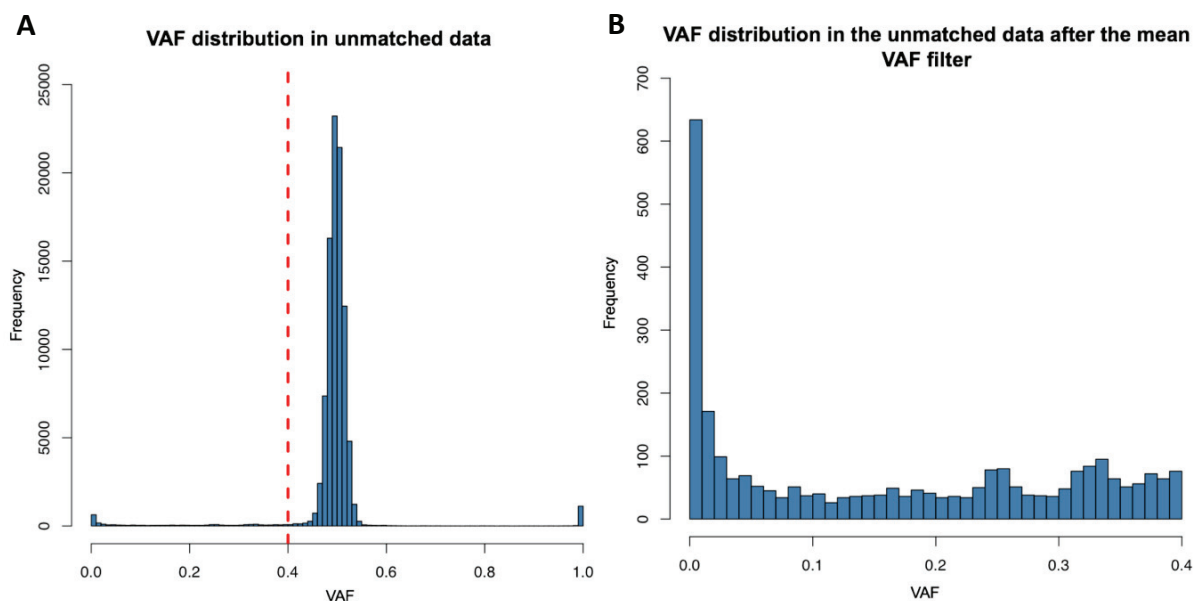 A
VAF distribution in unmatched data
Frequency
0
5000
10000
15000
20000
25000
0.0
0.2
0.4
0.6
0.8
1.0
VAF
B
VAF distribution in the unmatched data after the mean
VAF filter
Frequency
0
100
200
300
400
500
600
700
0.0
0.1
0.2
0.3
0.4
VAF